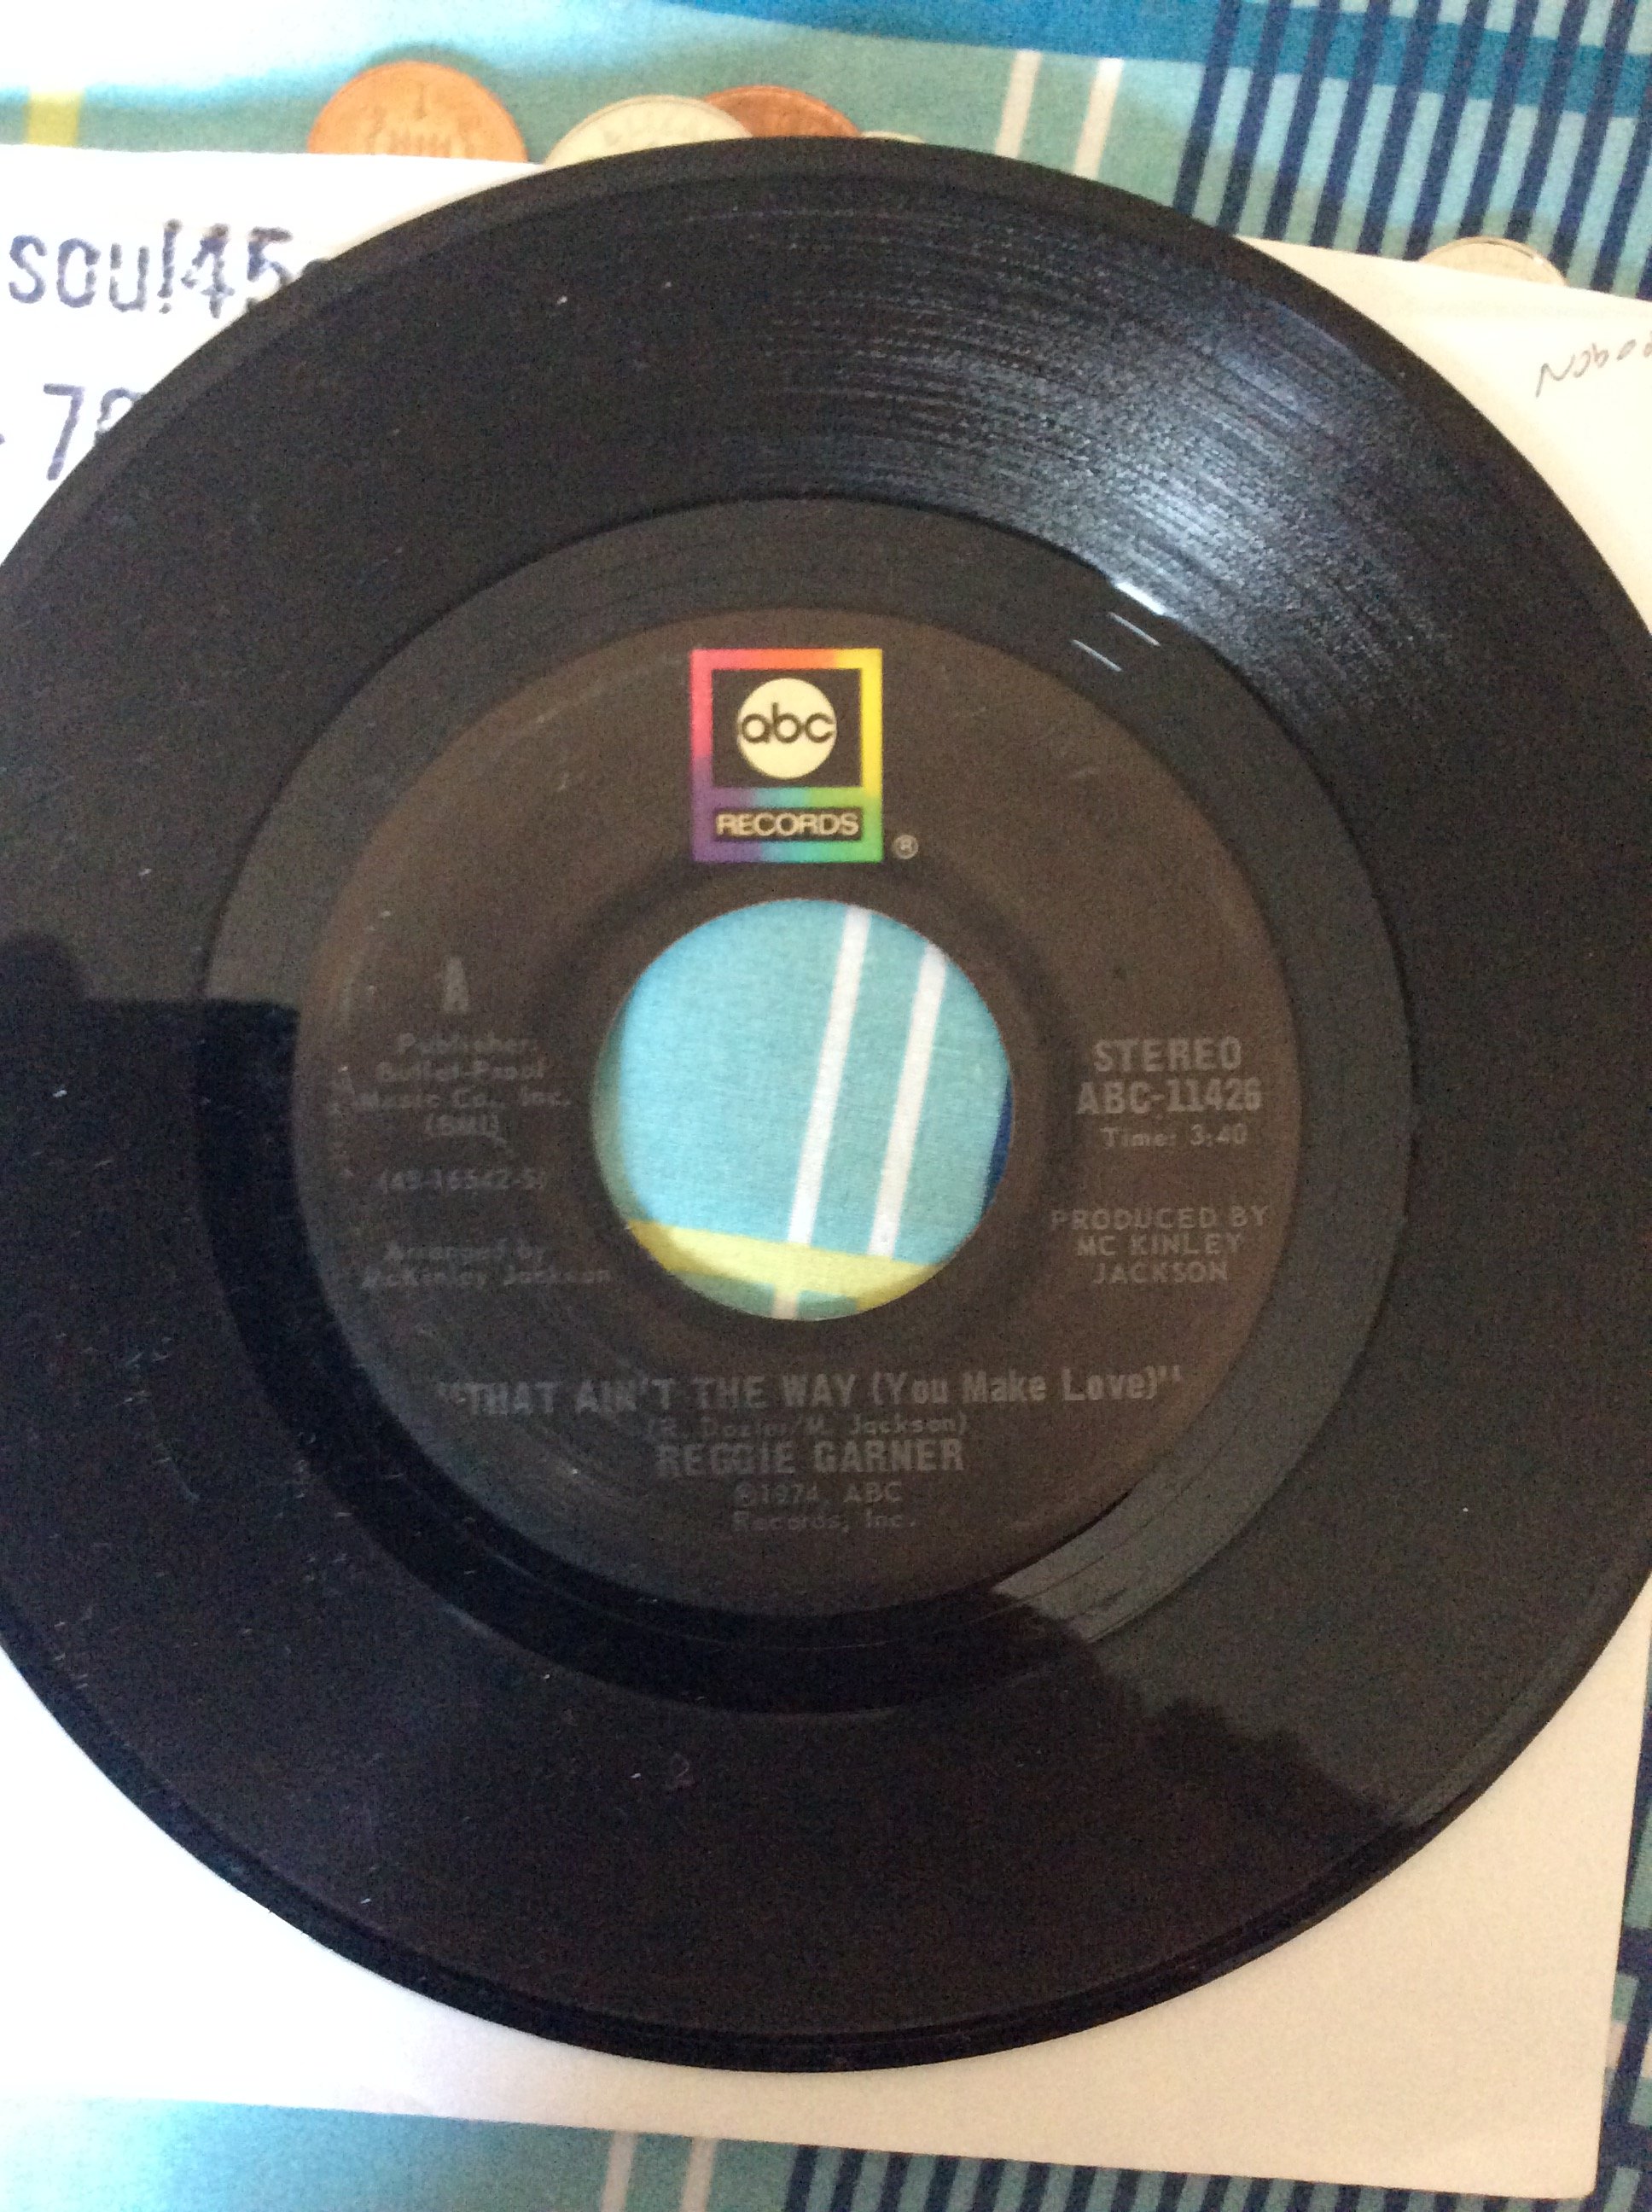 soul45s
78
abc
RECORDS
®
A
Publisher:
Bullet-Proof
Music Co., Inc.
(BMI)
Arranged by
McKinley Jackson
STEREO
ABC-11426
Time: 3:40
PRODUCED BY
MC KINLEY
JACKSON
"THAT AIN'T THE WAY (You Make Love)"
(R. Dozier/M. Jackson)
REGGIE GARNER
℗1974, ABC
Records, Inc.